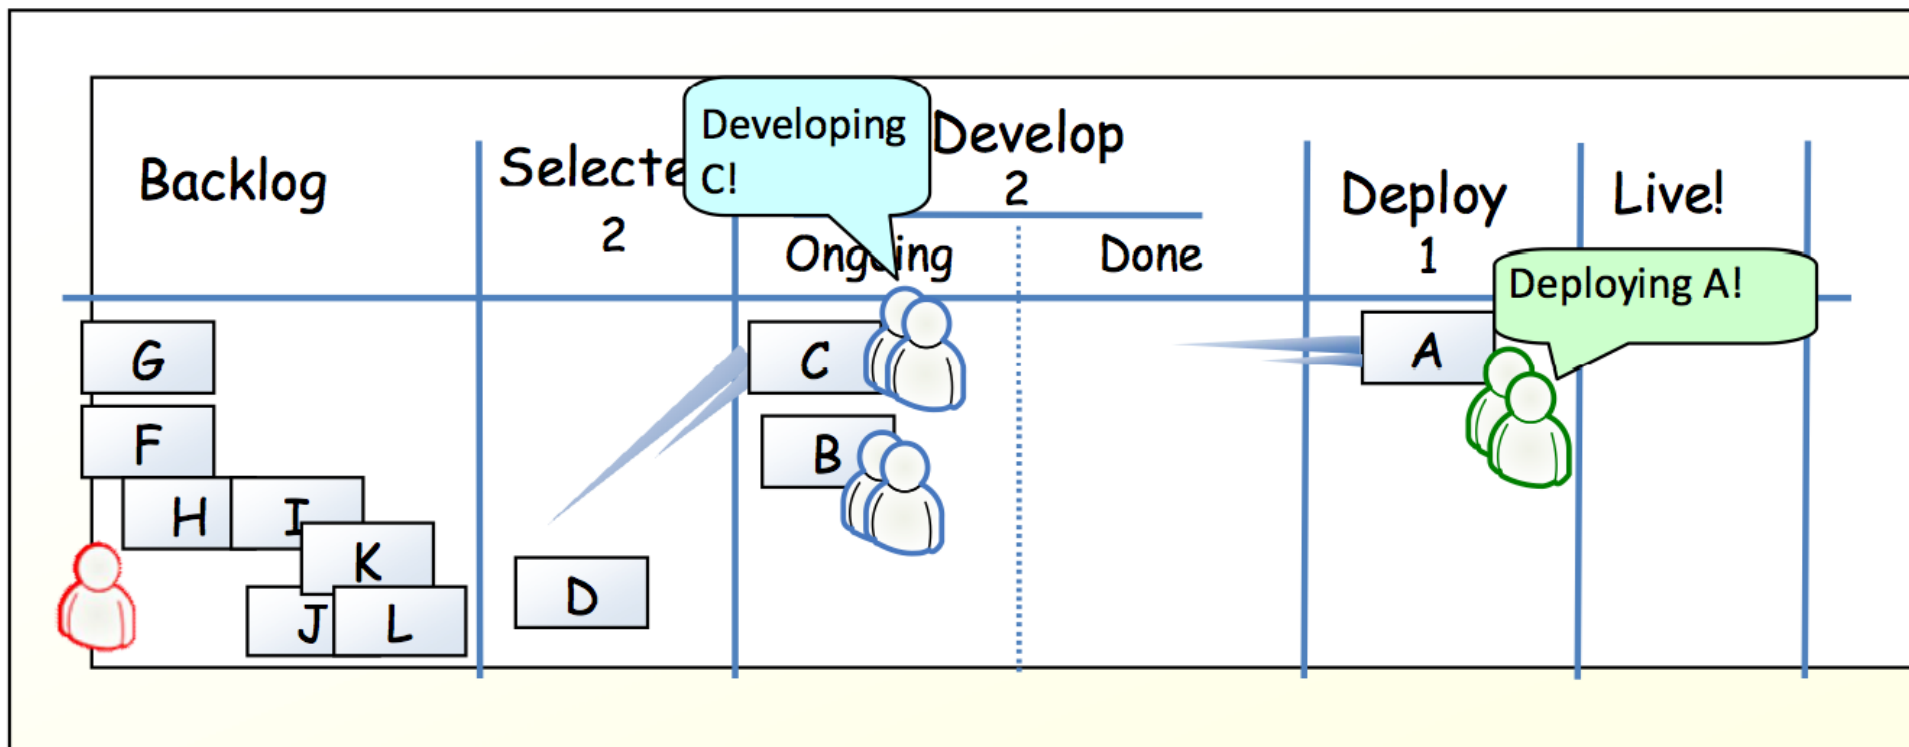 Developing
C!
Backlog
Selecte
2
Develop
2
Ongoing
Done
Deploy
1
Live!
Deploying A!
G
F
H I
K
J L
D
C
B
A